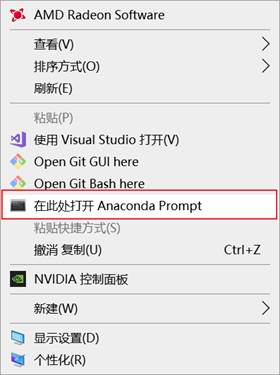 AMD Radeon Software
查看(V)
排序方式(O)
刷新(E)
粘贴(P)
使用 Visual Studio 打开(V)
Open Git GUI here
Open Git Bash here
在此处打开 Anaconda Prompt
粘贴快捷方式(S)
撤消 复制(U) Ctrl+Z
NVIDIA 控制面板
新建(W)
显示设置(D)
个性化(R)